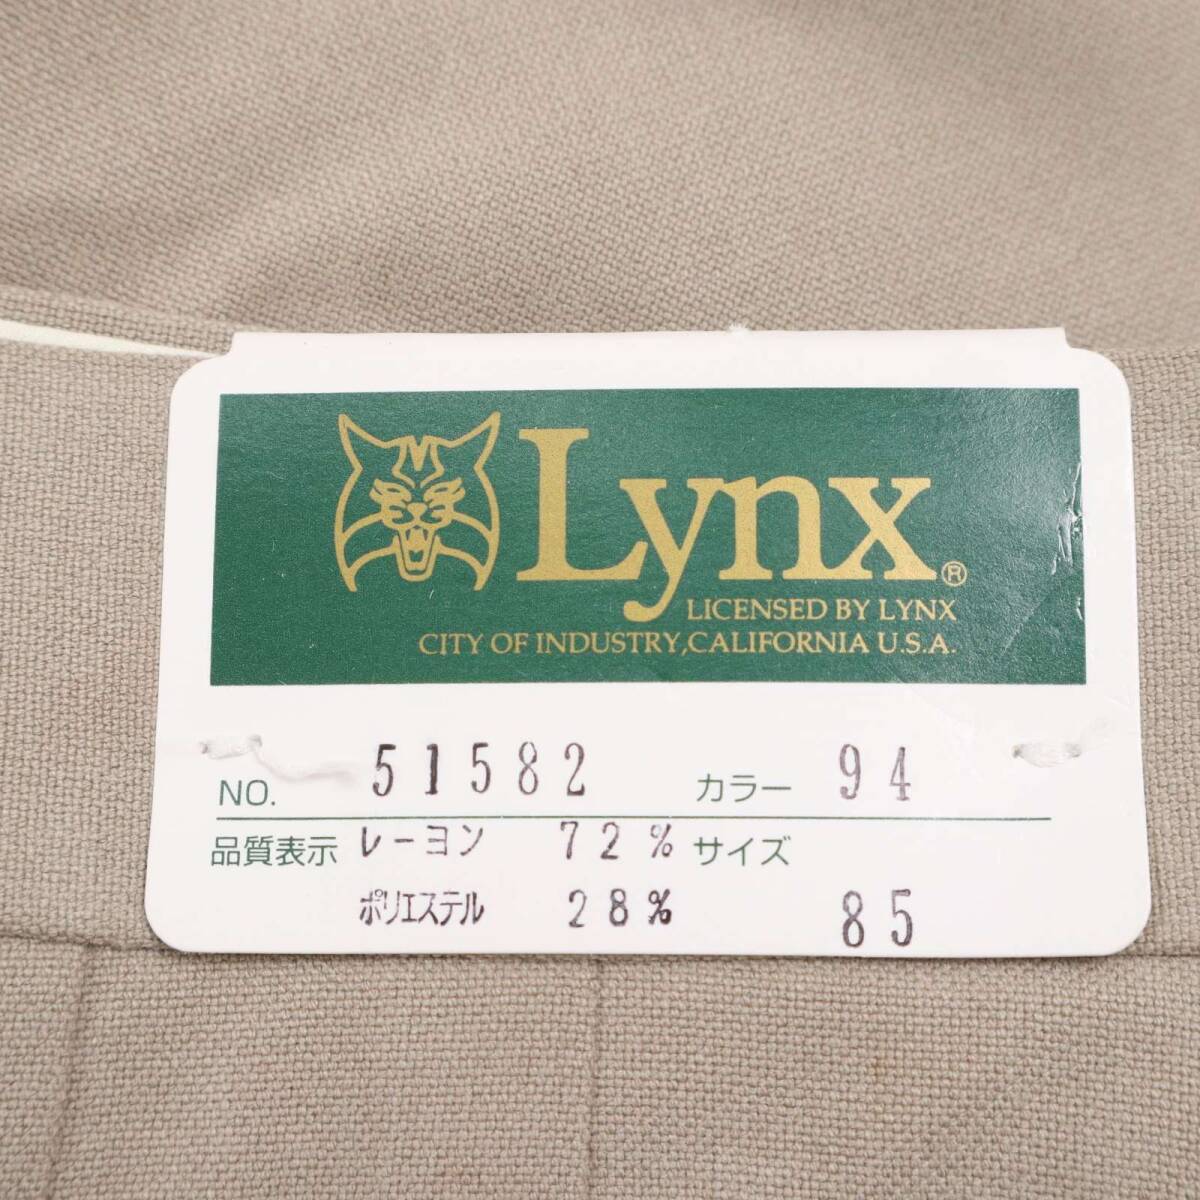 Lynx®
LICENSED BY LYNX
CITY OF INDUSTRY, CALIFORNIA U.S.A.
NO. 51582 カラー 94
品質表示 レーヨン 72% サイズ
ポリエステル 28% 85